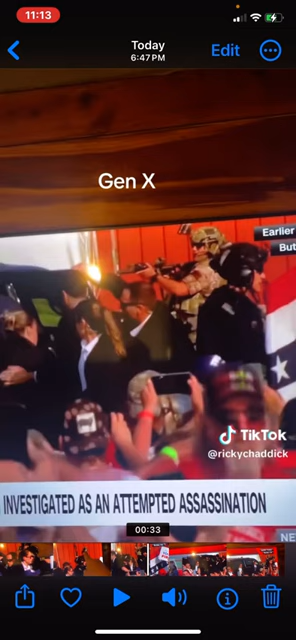 11:13
Today
6:47 PM
Edit
Gen X
Earlier
But
TikTok
@rickychaddick
INVESTIGATED AS AN ATTEMPTED ASSASSINATION
00:33
NE